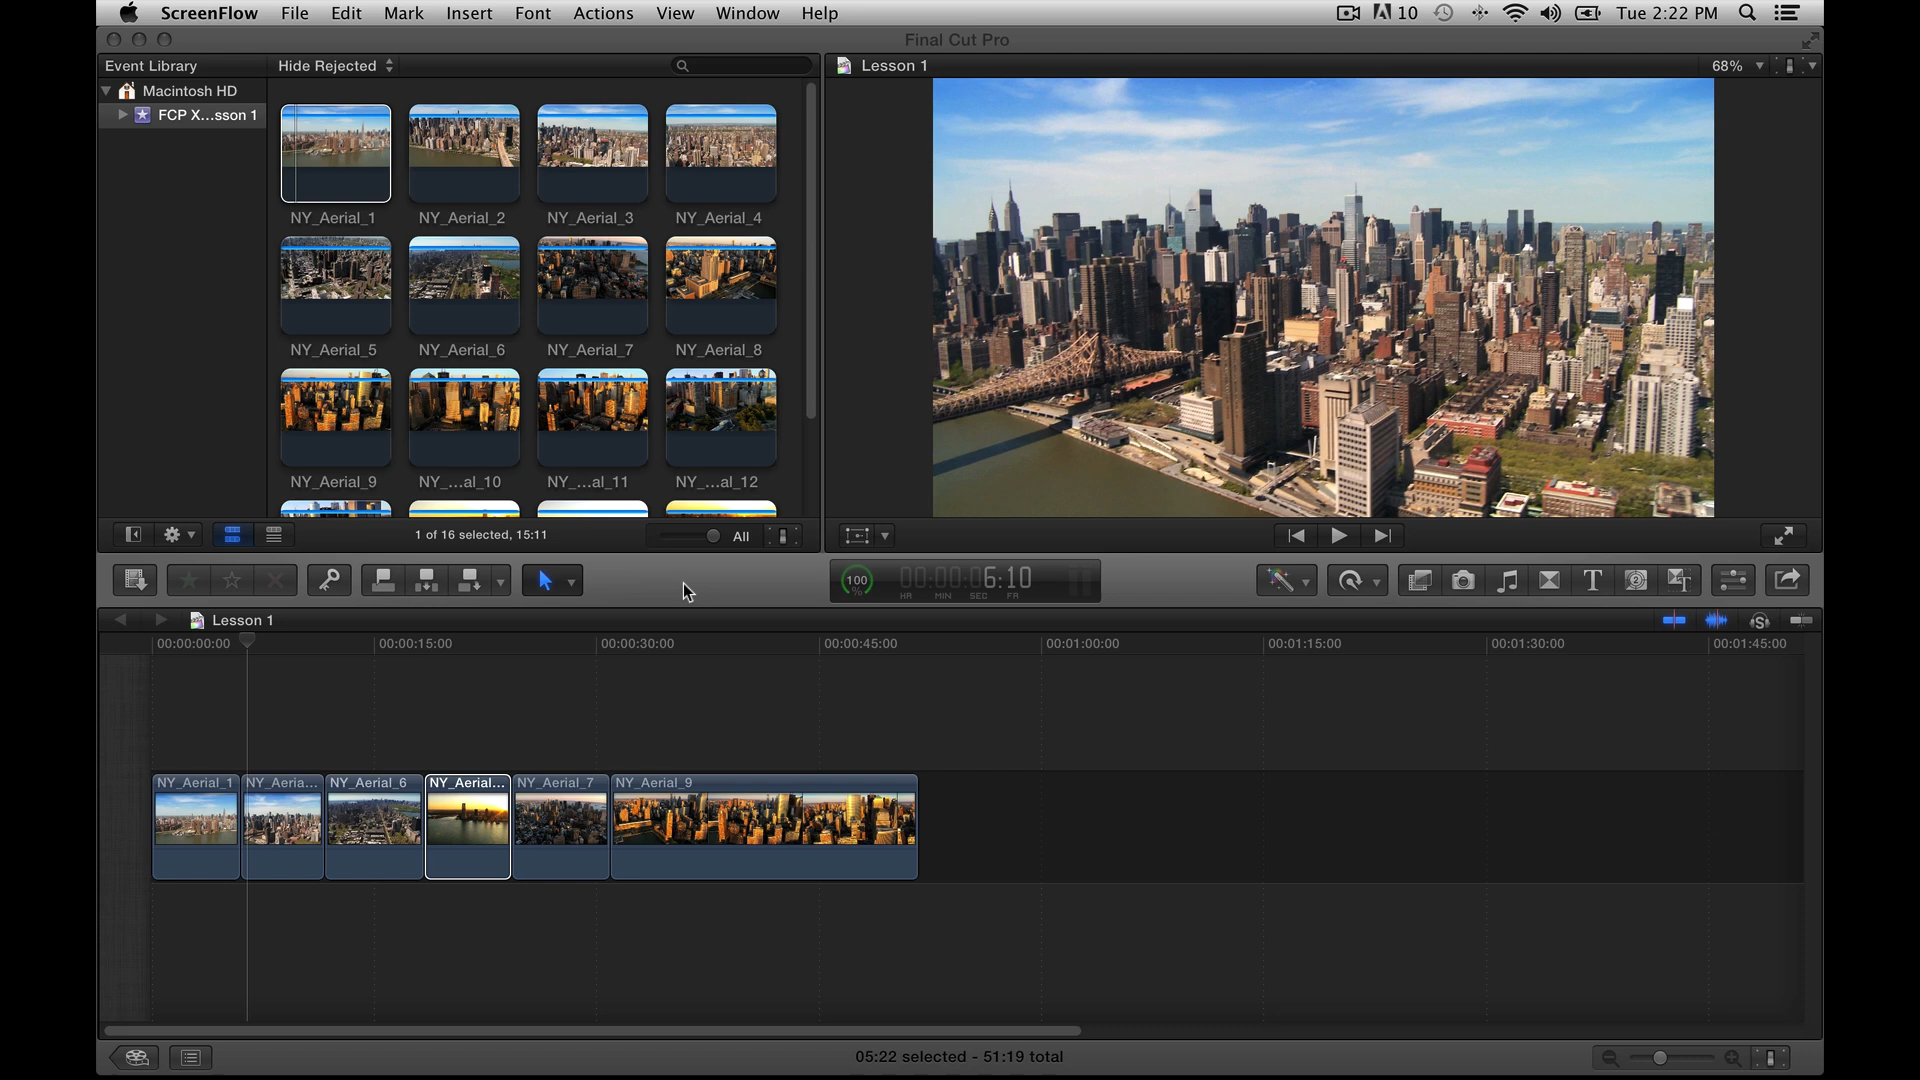 ScreenFlow File Edit Mark Insert Font Actions View Window Help 10 Tue 2:22 PM
Final Cut Pro
Event Library Hide Rejected Lesson 1 68%
Macintosh HD
FCP X...sson 1
NY_Aerial_1 NY_Aerial_2 NY_Aerial_3 NY_Aerial_4
NY_Aerial_5 NY_Aerial_6 NY_Aerial_7 NY_Aerial_8
NY_Aerial_9 NY_...al_10 NY_...al_11 NY_...al_12
1 of 16 selected, 15:11 All
100 % 00:00:06:10
HR MIN SEC FR
Lesson 1
00:00:00:00 00:00:15:00 00:00:30:00 00:00:45:00 00:01:00:00 00:01:15:00 00:01:30:00 00:01:45:00
NY_Aerial_1 NY_Aeria... NY_Aerial_6 NY_Aerial... NY_Aerial_7 NY_Aerial_9
05:22 selected - 51:19 total